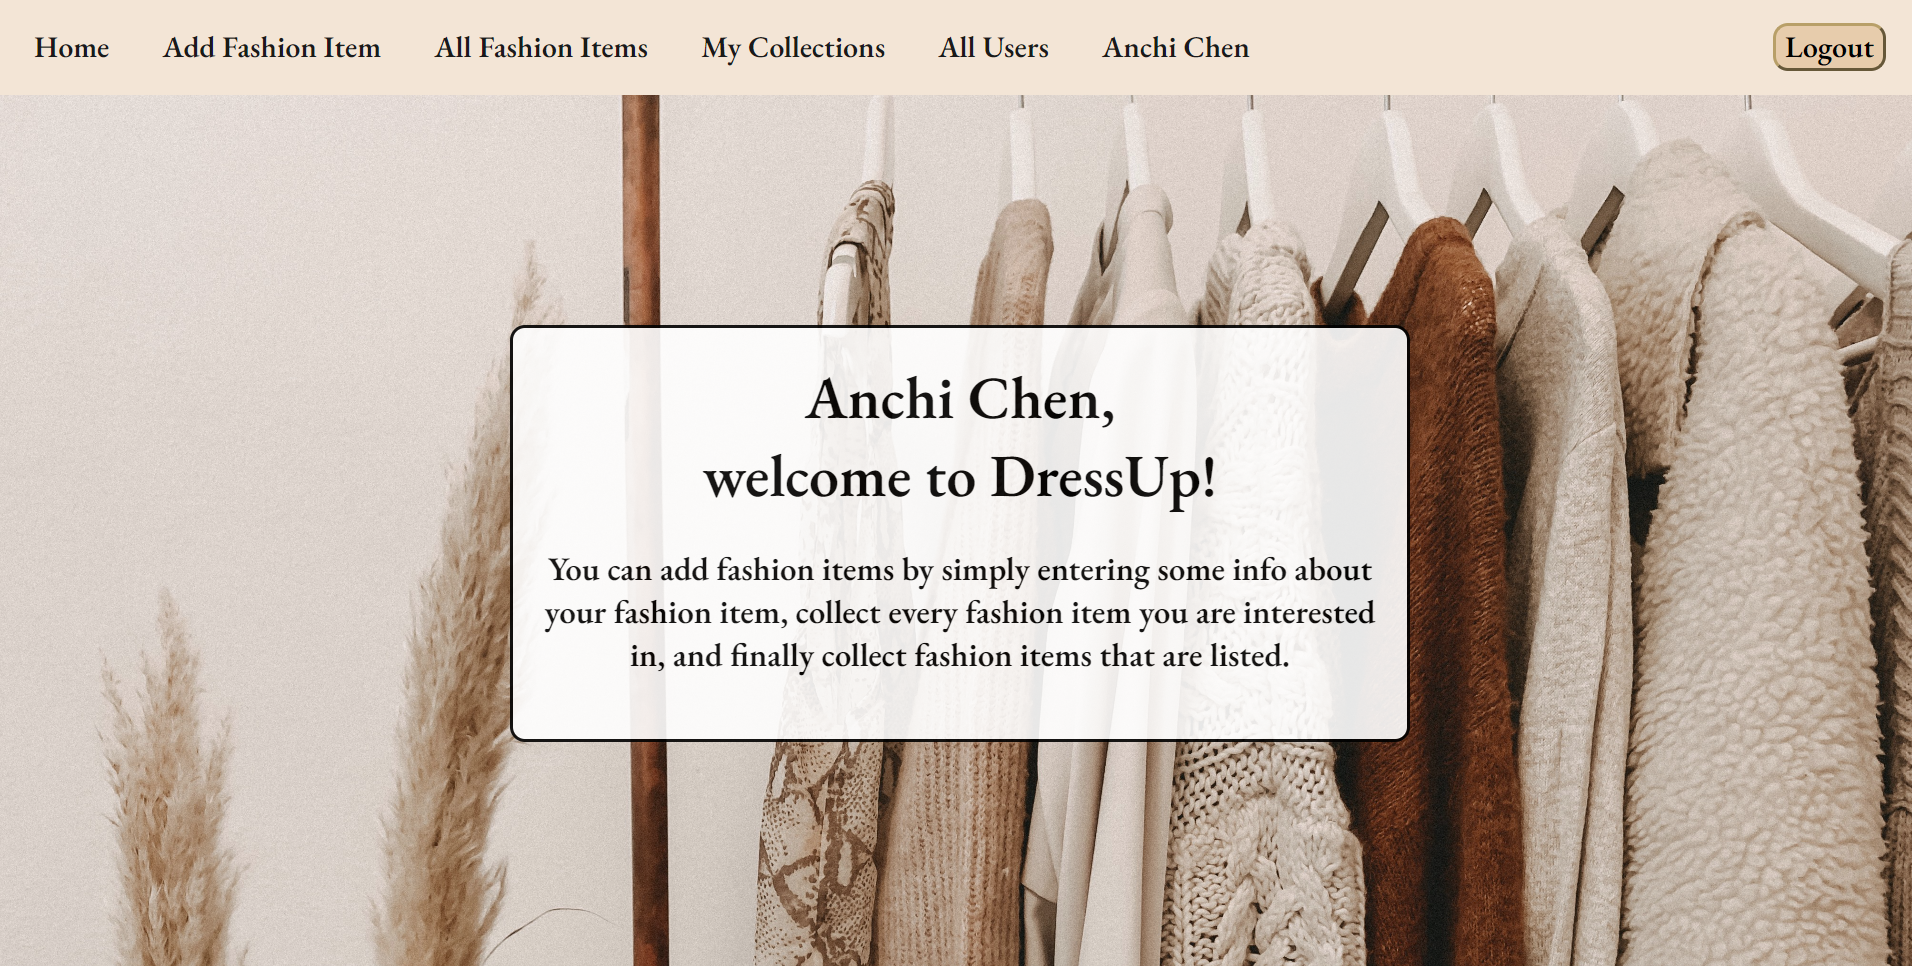 Home Add Fashion Item All Fashion Items My Collections All Users Anchi Chen Logout
Anchi Chen,
welcome to DressUp!
You can add fashion items by simply entering some info about
your fashion item, collect every fashion item you are interested
in, and finally collect fashion items that are listed.